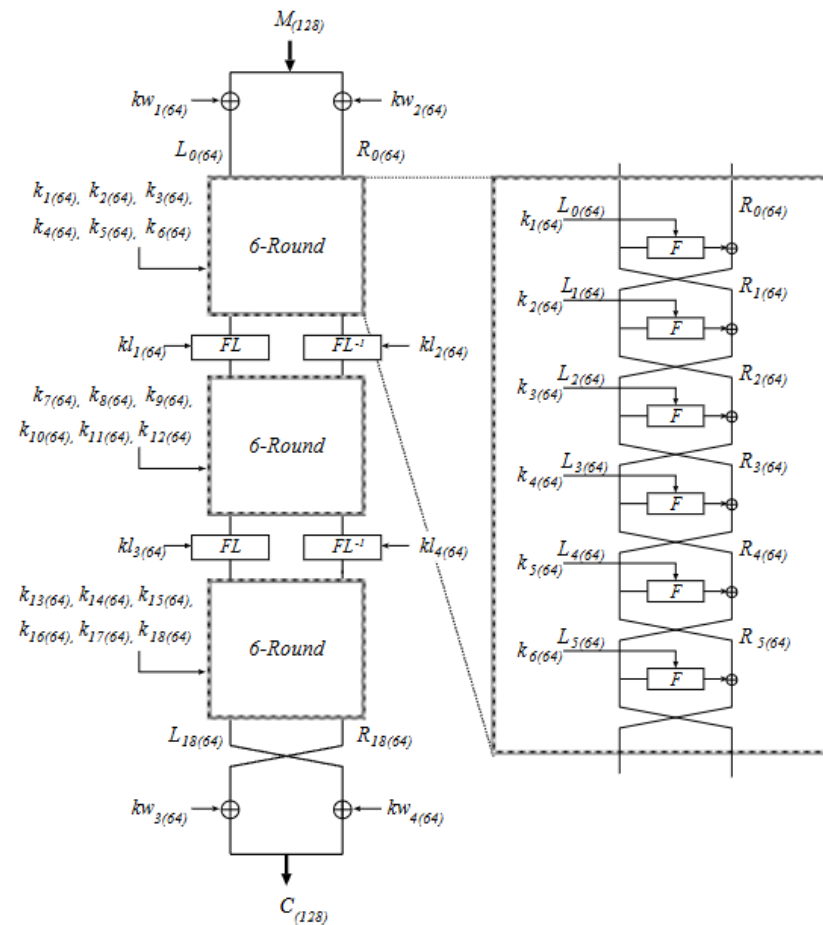 M(128)
kw1(64)
kw2(64)
L0(64)
R0(64)
k1(64), k2(64), k3(64),
k4(64), k5(64), k6(64)
6-Round
kl1(64)
FL
FL-1
kl2(64)
k7(64), k8(64), k9(64),
k10(64), k11(64), k12(64)
6-Round
kl3(64)
FL
FL-1
kl4(64)
k13(64), k14(64), k15(64),
k16(64), k17(64), k18(64)
6-Round
L18(64)
R18(64)
kw3(64)
kw4(64)
C(128)
k1(64)
L0(64)
R0(64)
F
k2(64)
L1(64)
R1(64)
F
k3(64)
L2(64)
R2(64)
F
k4(64)
L3(64)
R3(64)
F
k5(64)
L4(64)
R4(64)
F
k6(64)
L5(64)
R5(64)
F